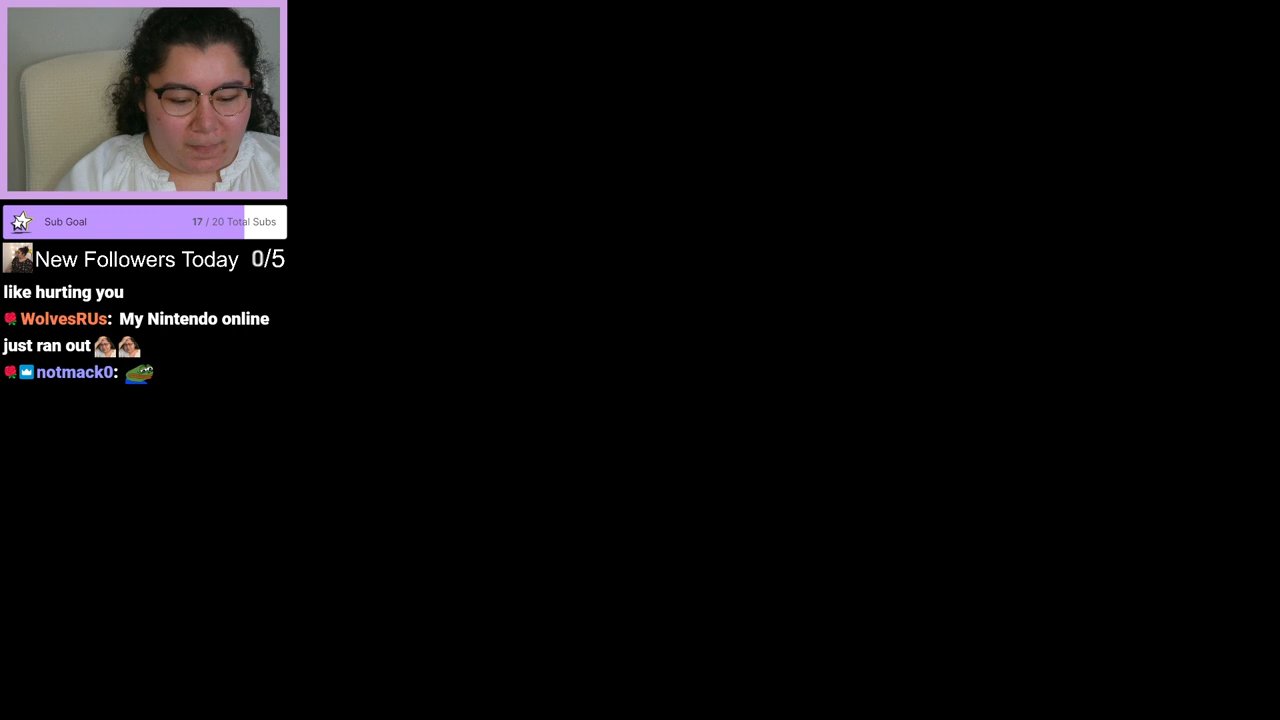 Sub Goal 17 / 20 Total Subs
New Followers Today 0/5
like hurting you
WolvesRUs: My Nintendo online
just ran out
notmack0: